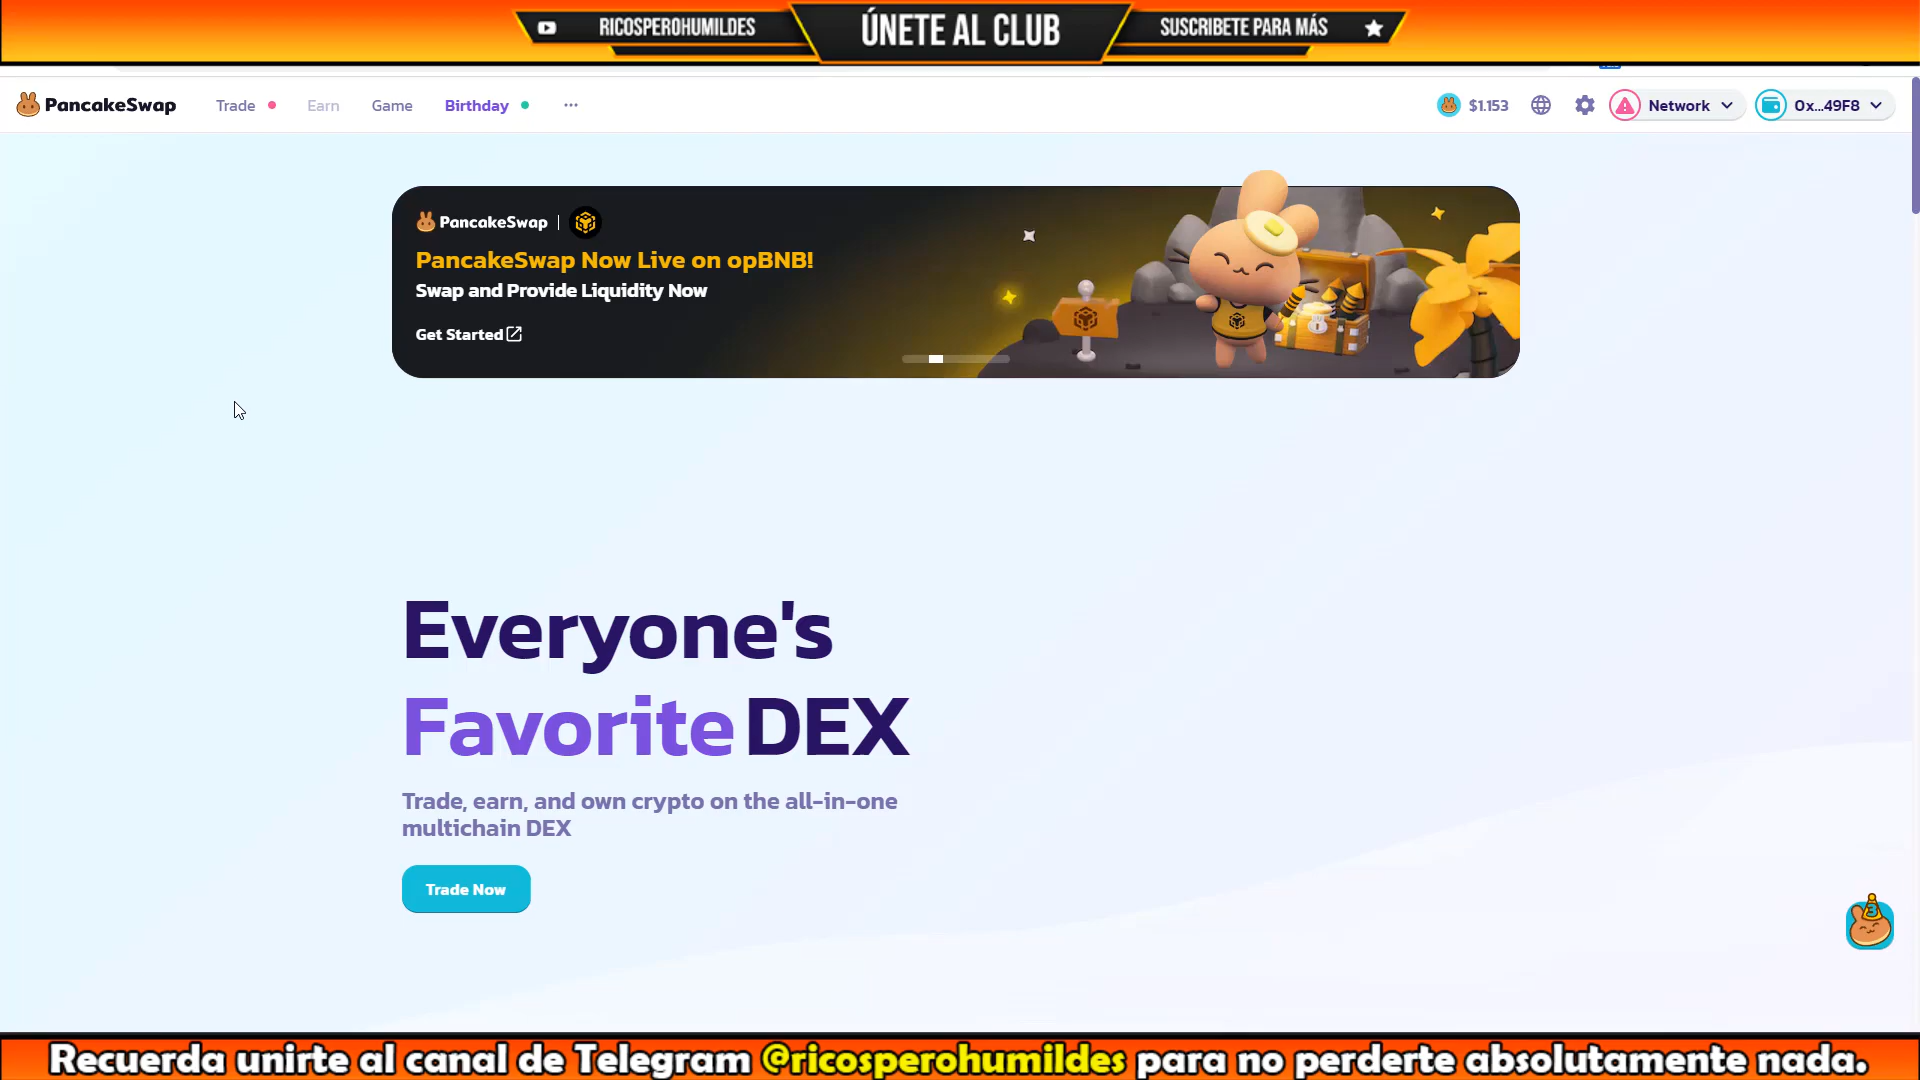 RICOSPEROHUMILDES
ÚNETE AL CLUB
SUSCRIBETE PARA MÁS
PancakeSwap
Trade
Earn
Game
Birthday
$1.153
Network
0x...49F8
PancakeSwap
PancakeSwap Now Live on opBNB!
Swap and Provide Liquidity Now
Get Started
Everyone's
Favorite DEX
Trade, earn, and own crypto on the all-in-one
multichain DEX
Trade Now
3
Recuerda unirte al canal de Telegram @ricosperohumildes para no perderte absolutamente nada.